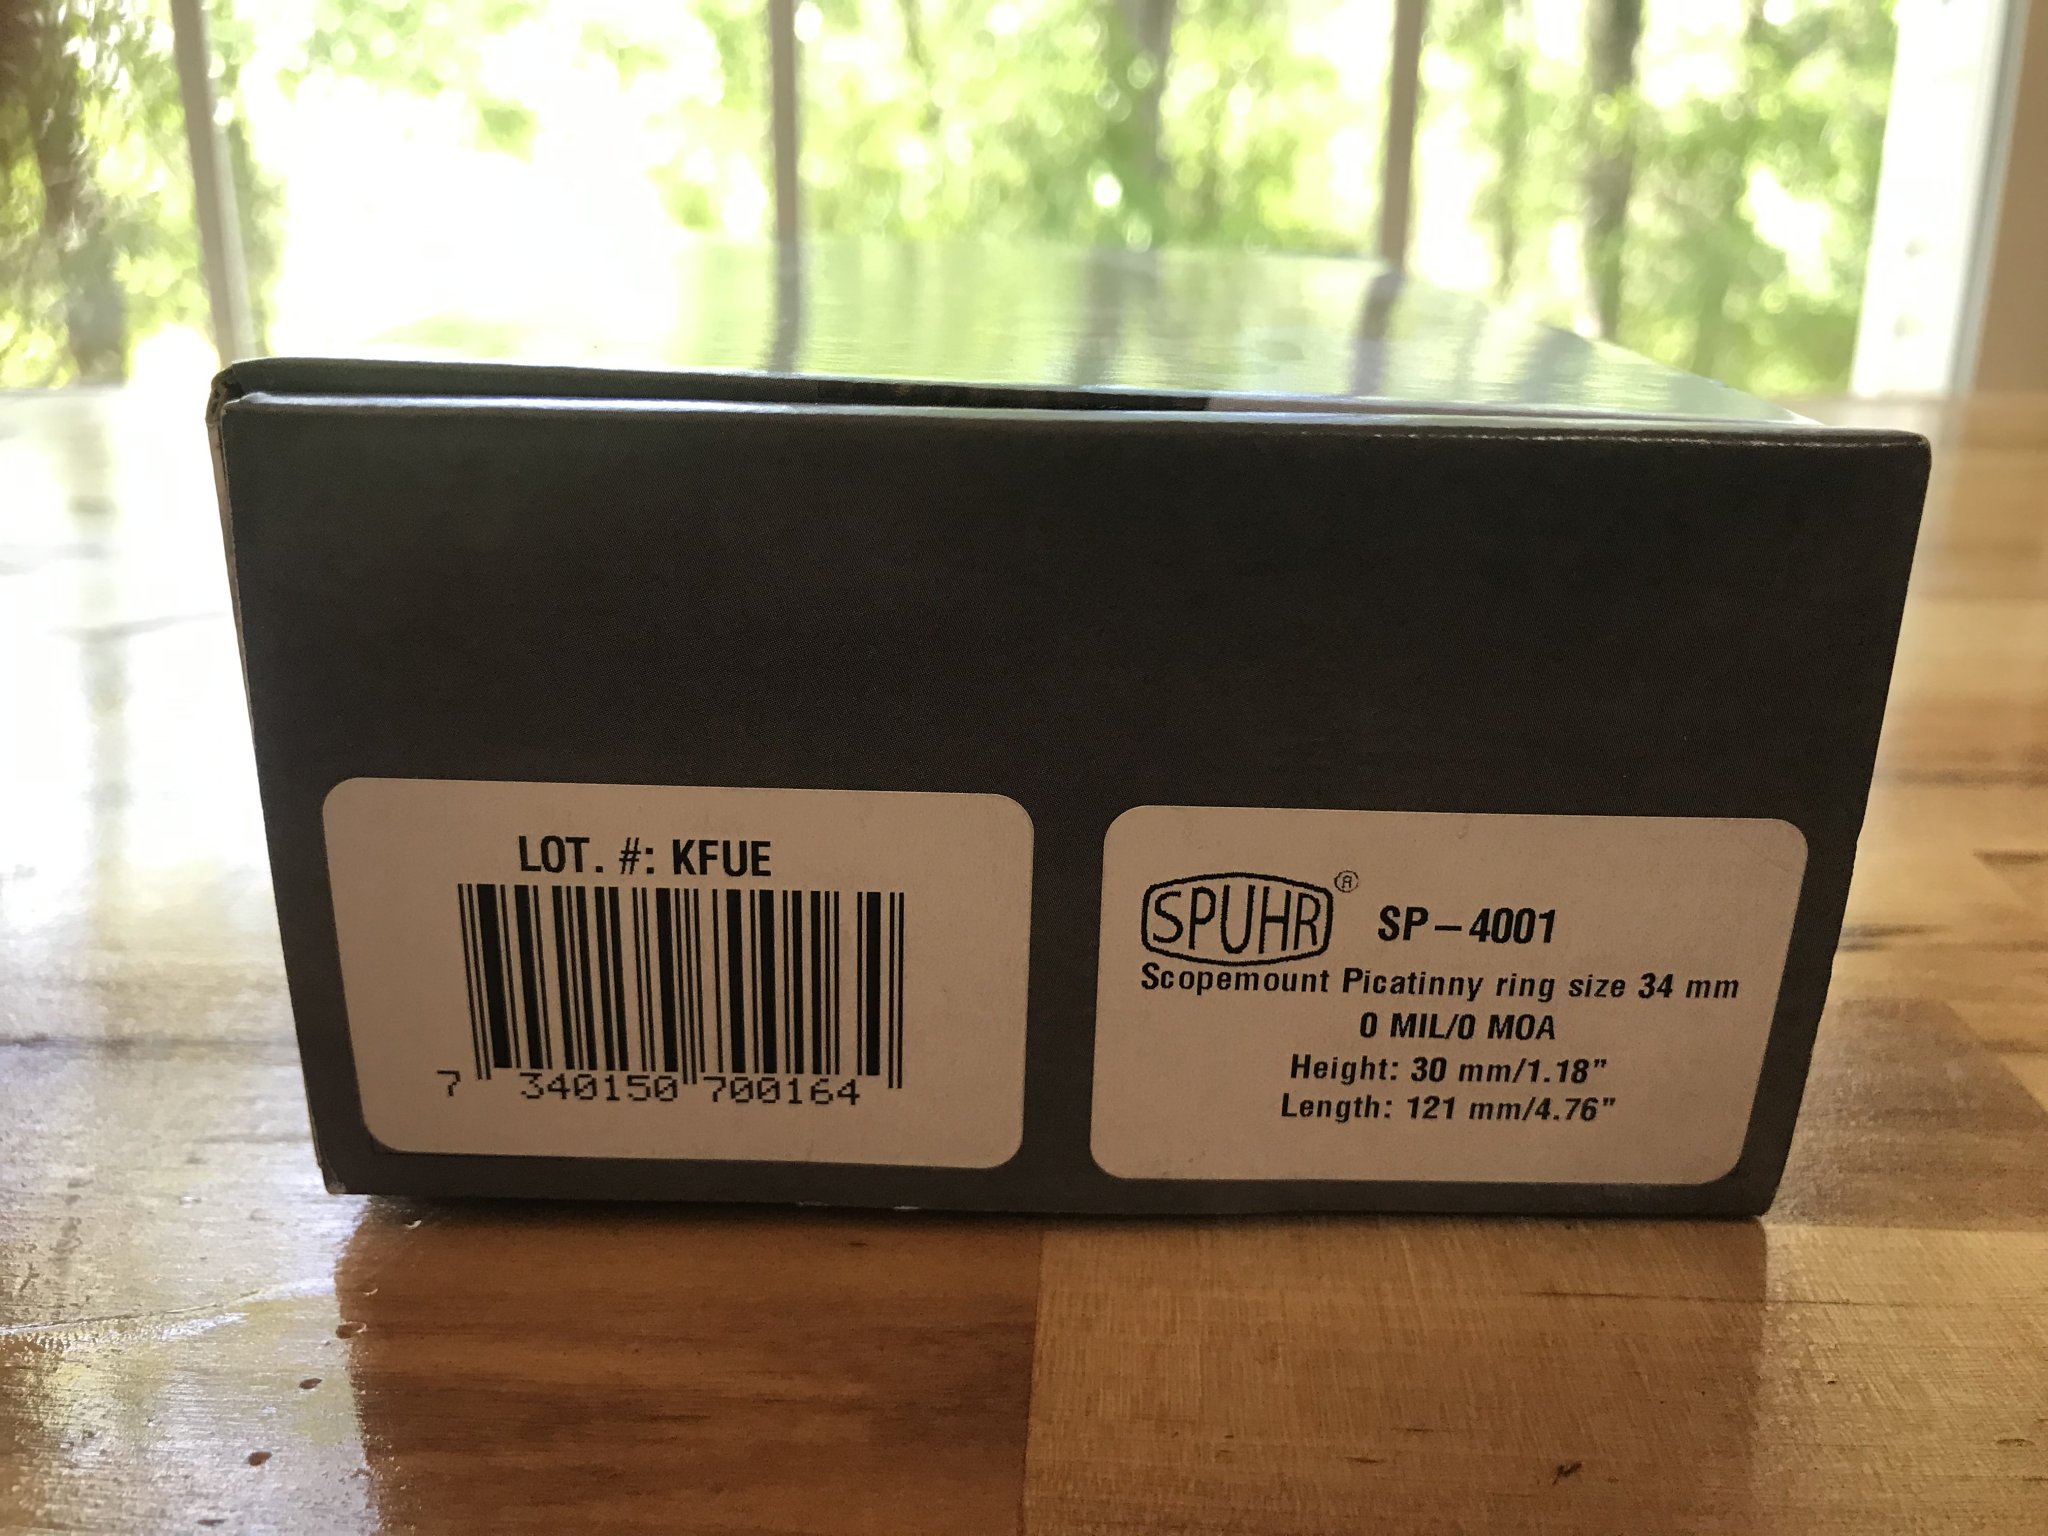 LOT. #: KFUE
7 340150 700164
SPUHR® SP-4001
Scopemount Picatinny ring size 34 mm
0 MIL/0 MOA
Height: 30 mm/1.18"
Length: 121 mm/4.76"